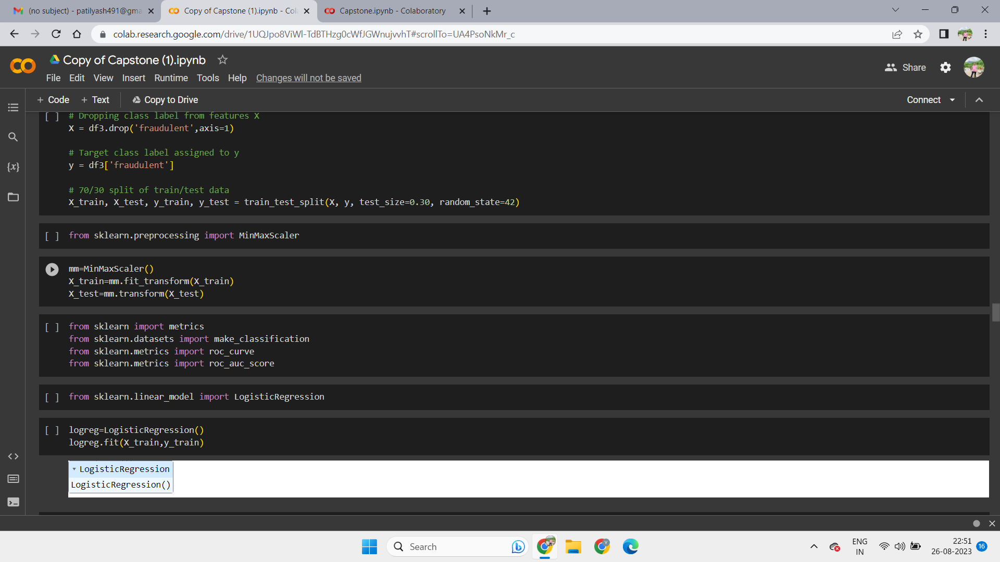 (no subject) - patilyash491@gma
Copy of Capstone (1).ipynb - Col
Capstone.ipynb - Colaboratory
colab.research.google.com/drive/1UQJpo8ViWl-TdBTHzg0cWfJGWnujvvhT#scrollTo=UA4PsoNkMr_c
Copy of Capstone (1).ipynb
Share
File Edit View Insert Runtime Tools Help Changes will not be saved
+ Code + Text Copy to Drive
Connect
[ ] # Dropping class label from features X
X = df3.drop('fraudulent',axis=1)
# Target class label assigned to y
y = df3['fraudulent']
# 70/30 split of train/test data
X_train, X_test, y_train, y_test = train_test_split(X, y, test_size=0.30, random_state=42)
[ ] from sklearn.preprocessing import MinMaxScaler
mm=MinMaxScaler()
X_train=mm.fit_transform(X_train)
X_test=mm.transform(X_test)
[ ] from sklearn import metrics
from sklearn.datasets import make_classification
from sklearn.metrics import roc_curve
from sklearn.metrics import roc_auc_score
[ ] from sklearn.linear_model import LogisticRegression
[ ] logreg=LogisticRegression()
logreg.fit(X_train,y_train)
▾ LogisticRegression
LogisticRegression()
Search
ENG
IN
22:51
26-08-2023
16